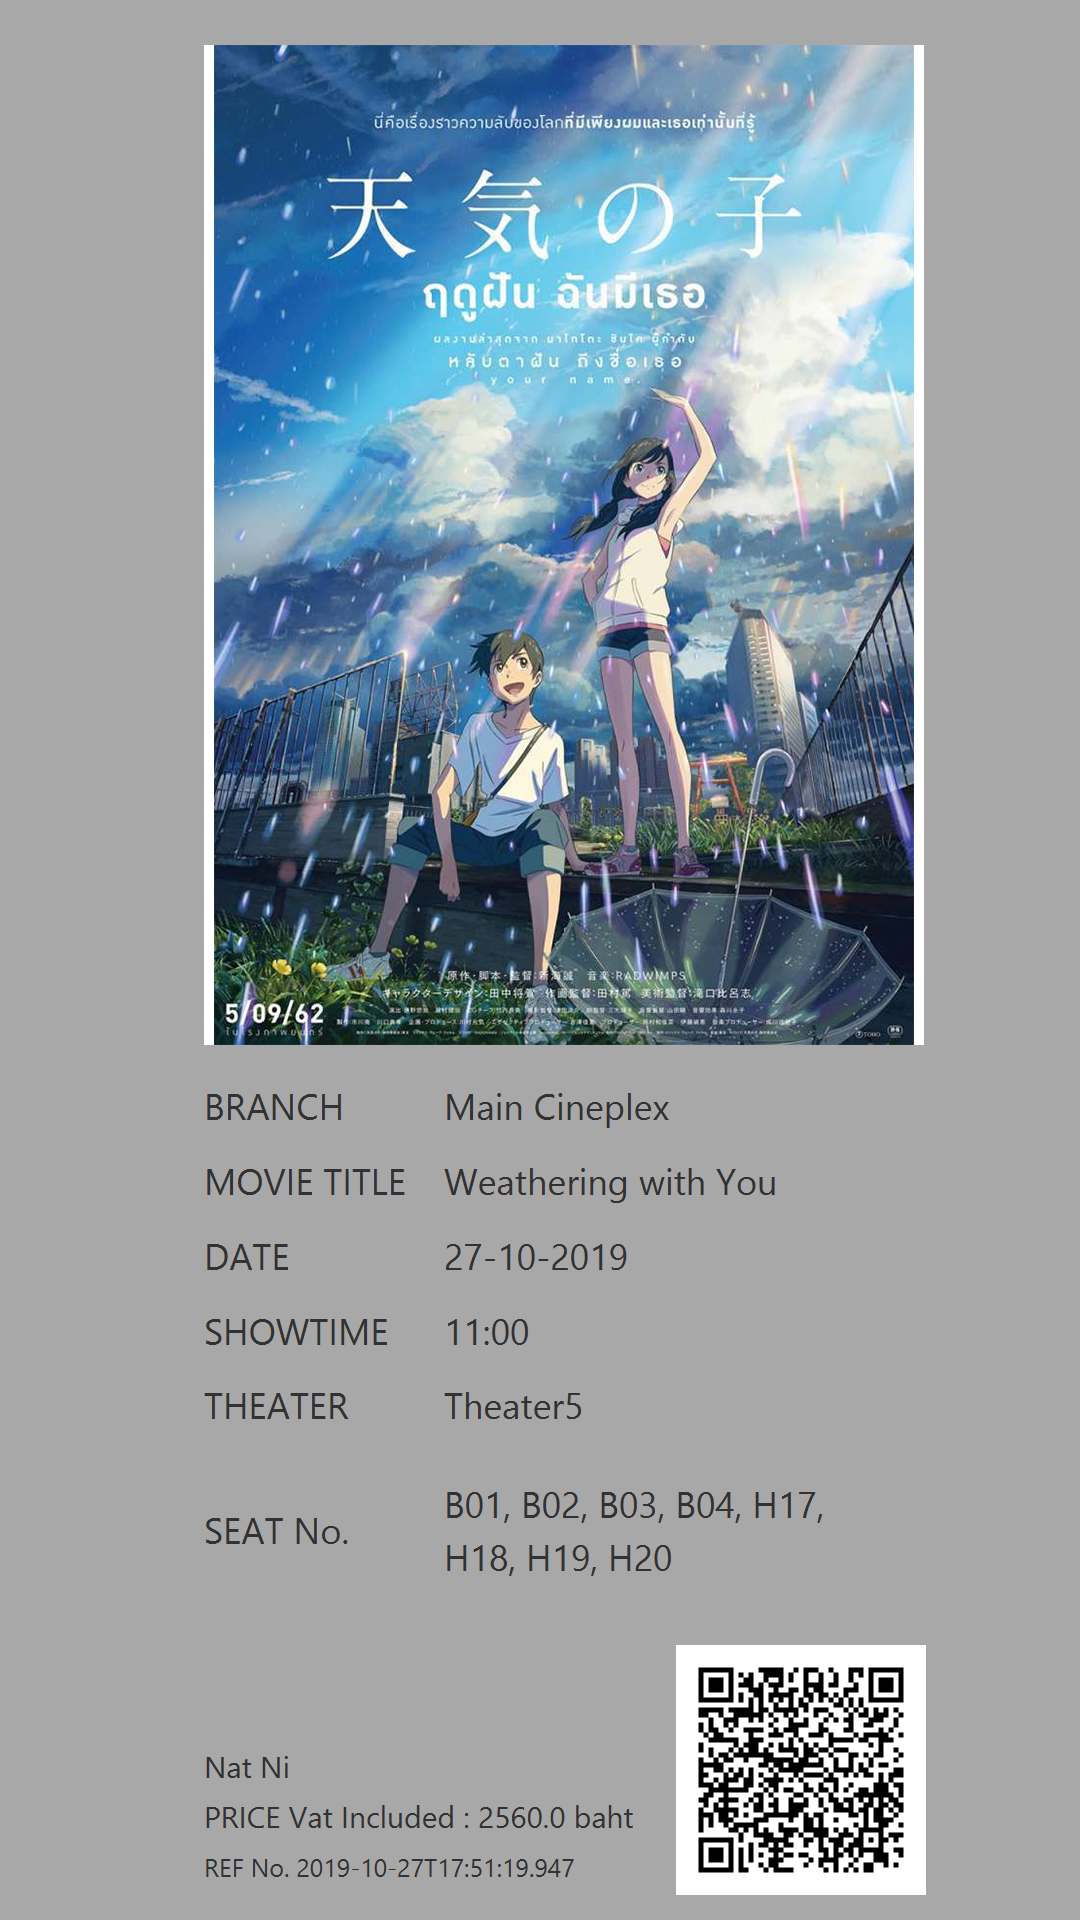 นี่คือเรื่องราวความลับของโลกที่มีเพียงผมและเธอเท่านั้นที่รู้
天気の子
ฤดูฝัน ฉันมีเธอ
ผลงานล่าสุดจาก มาโกโตะ ชินไค ผู้กำกับ
หลับตาฝัน ถึงชื่อเธอ
your name.
原作・脚本・監督:新海誠 音楽:RADWIMPS
キャラクターデザイン:田中将賀 作画監督:田村篤 美術監督:滝口比呂志
5/09/62
ในโรงภาพยนตร์
TOHO
BRANCH Main Cineplex
MOVIE TITLE Weathering with You
DATE 27-10-2019
SHOWTIME 11:00
THEATER Theater5
SEAT No. B01, B02, B03, B04, H17,
H18, H19, H20
Nat Ni
PRICE Vat Included : 2560.0 baht
REF No. 2019-10-27T17:51:19.947